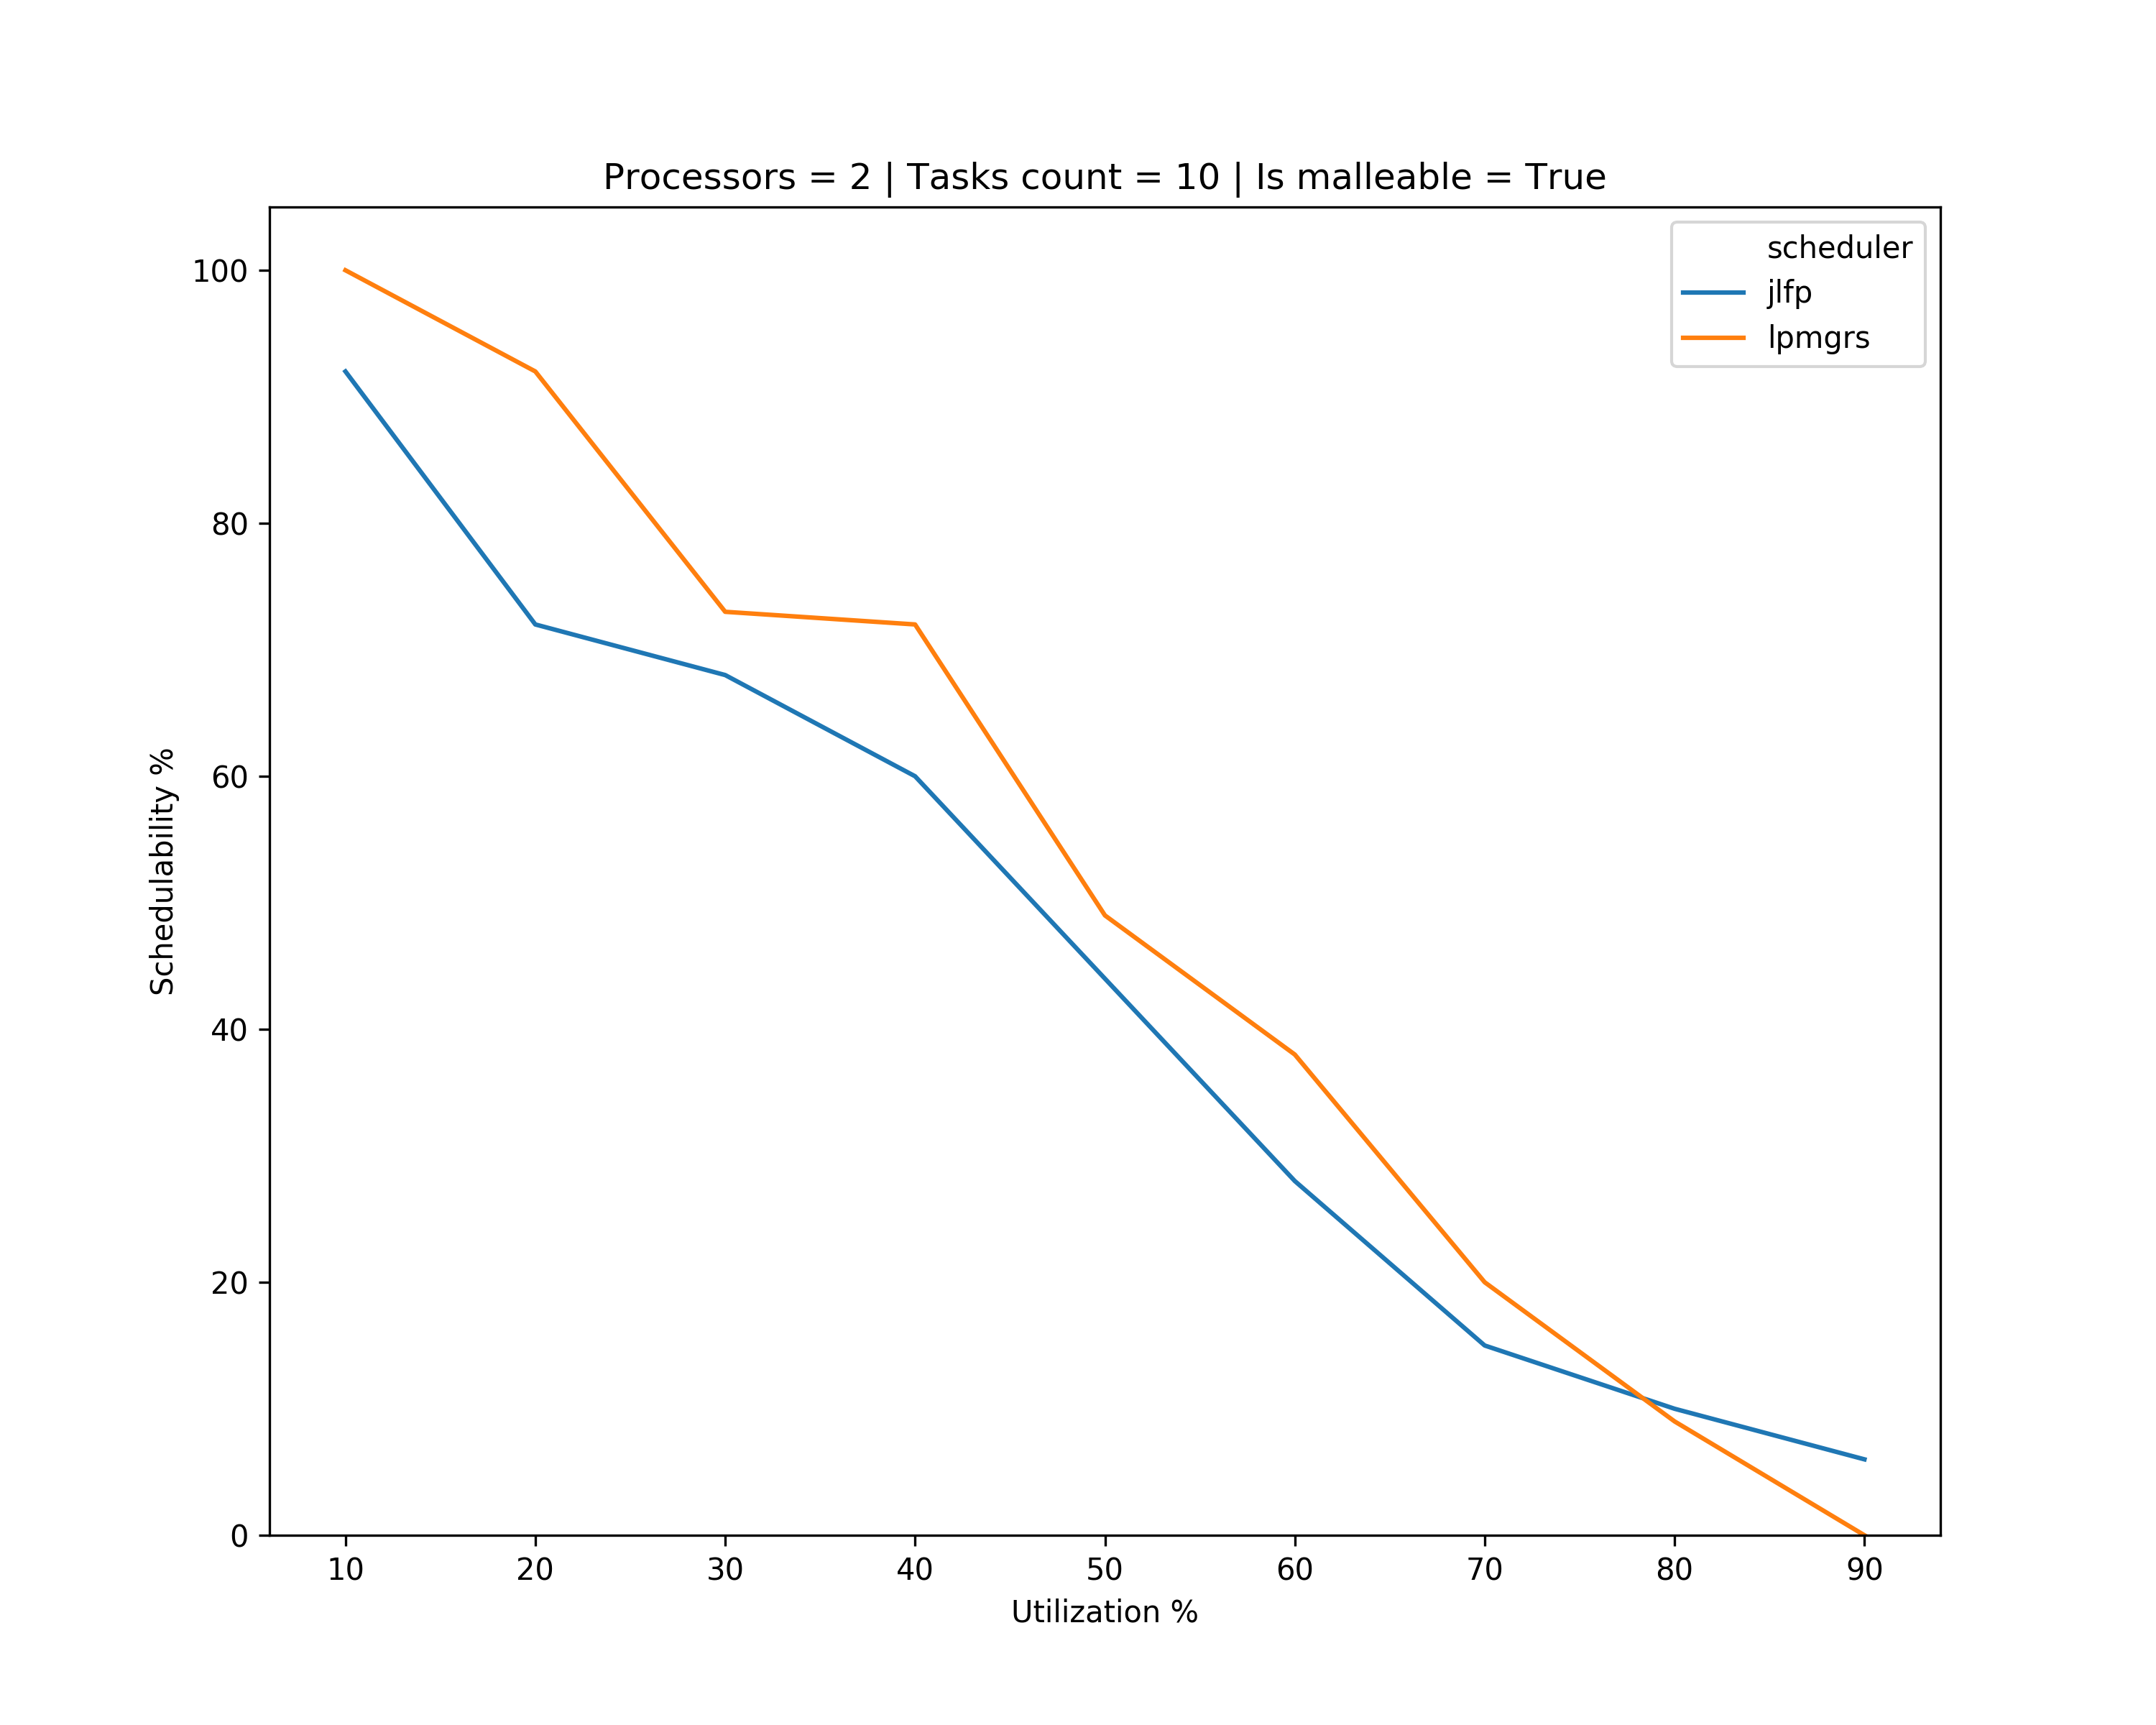 Processors = 2 | Tasks count = 10 | Is malleable = True
scheduler
jlfp
lpmgrs
Schedulability %
100
80
60
40
20
0
10 20 30 40 50 60 70 80 90
Utilization %